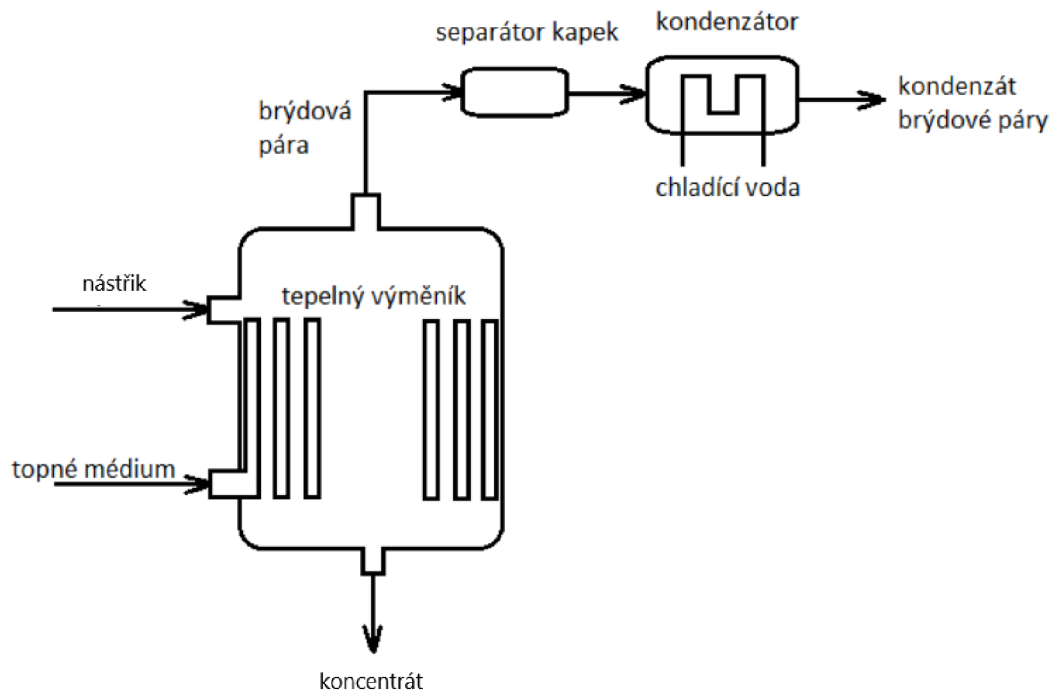 separátor kapek
kondenzátor
brýdová
pára
kondenzát
brýdové páry
chladící voda
nástřik
tepelný výměník
topné médium
koncentrát